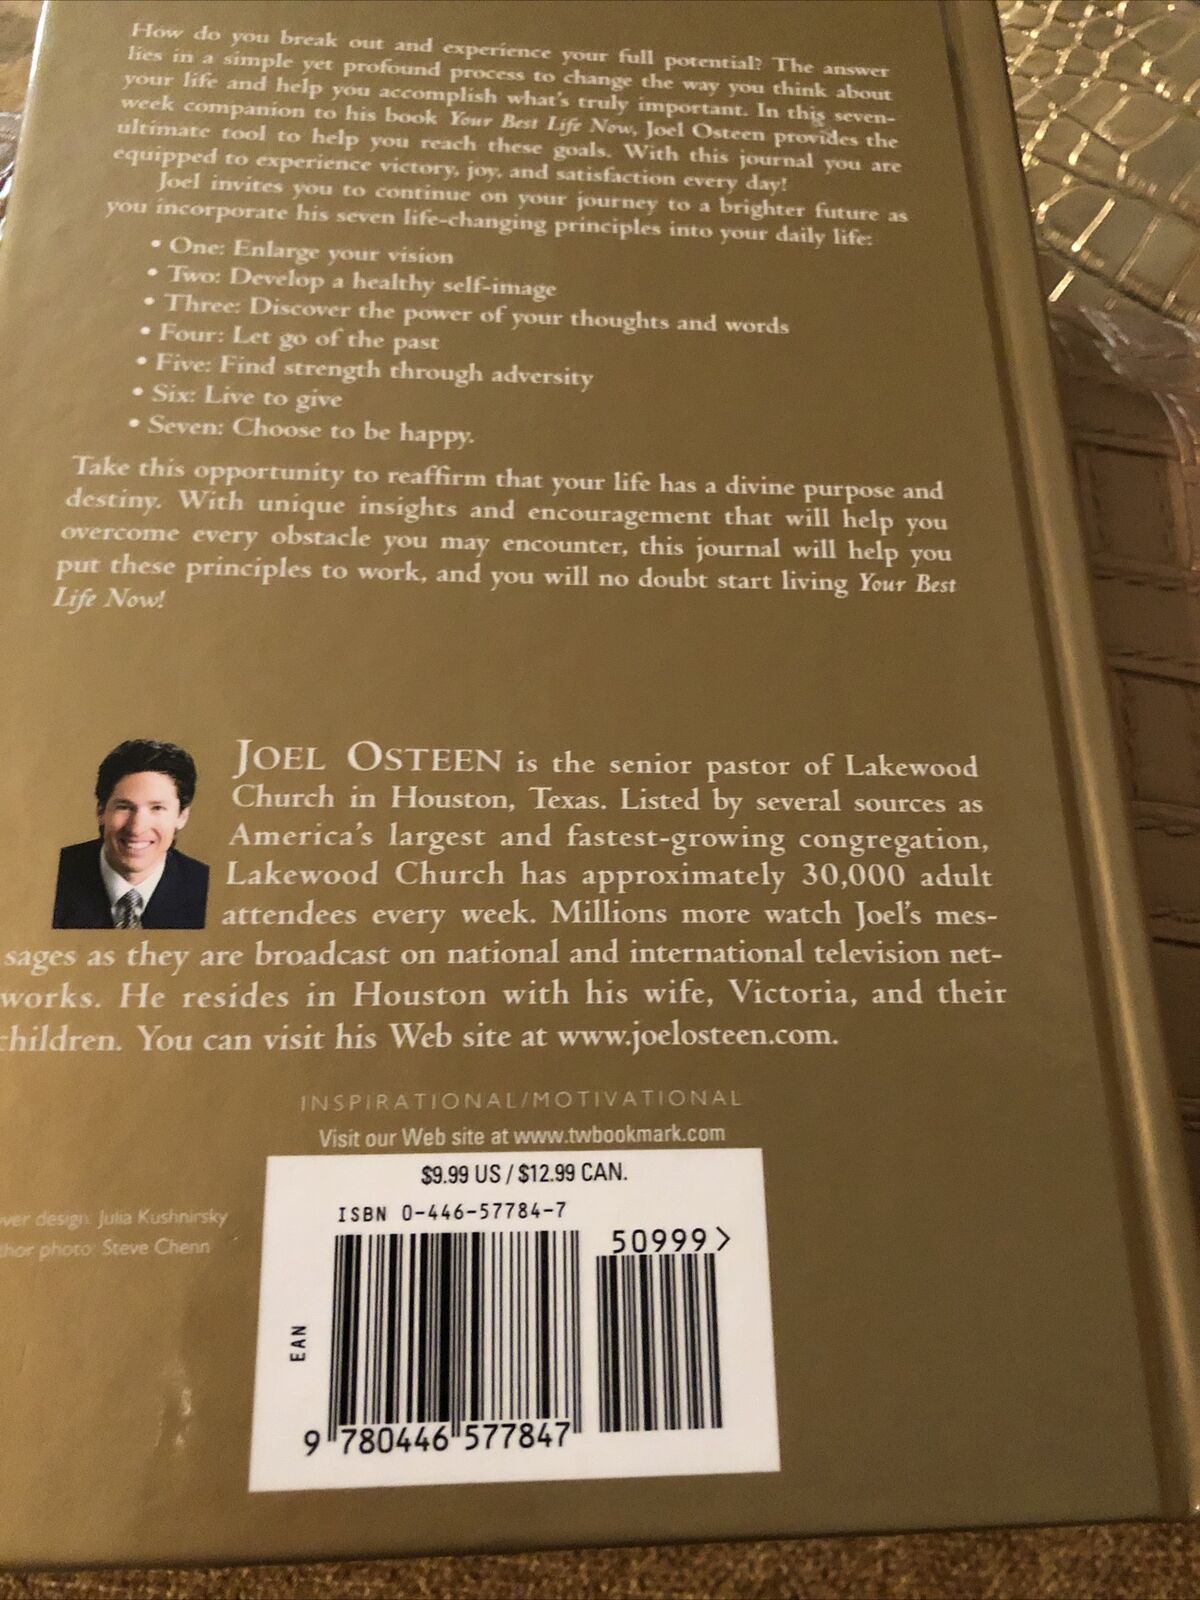 How do you break out and experience your full potential? The answer
lies in a simple yet profound process to change the way you think about
your life and help you accomplish what's truly important. In this seven-
week companion to his book Your Best Life Now, Joel Osteen provides the
ultimate tool to help you reach these goals. With this journal you are
equipped to experience victory, joy, and satisfaction every day!
Joel invites you to continue on your journey to a brighter future as
you incorporate his seven life-changing principles into your daily life:
• One: Enlarge your vision
• Two: Develop a healthy self-image
• Three: Discover the power of your thoughts and words
• Four: Let go of the past
• Five: Find strength through adversity
• Six: Live to give
• Seven: Choose to be happy.
Take this opportunity to reaffirm that your life has a divine purpose and
destiny. With unique insights and encouragement that will help you
overcome every obstacle you may encounter, this journal will help you
put these principles to work, and you will no doubt start living Your Best
Life Now!
JOEL OSTEEN is the senior pastor of Lakewood
Church in Houston, Texas. Listed by several sources as
America's largest and fastest-growing congregation,
Lakewood Church has approximately 30,000 adult
attendees every week. Millions more watch Joel's mes-
sages as they are broadcast on national and international television net-
works. He resides in Houston with his wife, Victoria, and their
children. You can visit his Web site at www.joelosteen.com.
INSPIRATIONAL/MOTIVATIONAL
Visit our Web site at www.twbookmark.com
$9.99 US / $12.99 CAN.
ISBN 0-446-57784-7
50999>
ver design: Julia Kushnirsky
thor photo: Steve Chenn
EAN
9 780446 577847